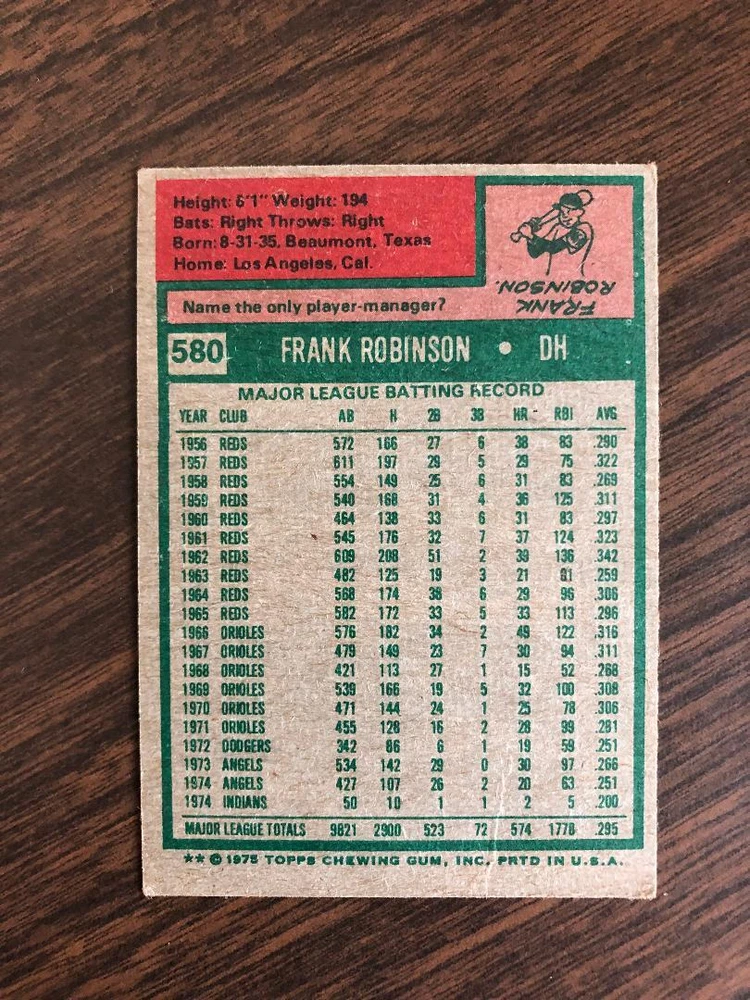 Height: 6'1" Weight: 194
Bats: Right Throws: Right
Born: 8-31-35, Beaumont, Texas
Home: Los Angeles, Cal.
Name the only player-manager?
FRANK
ROBINSON.
580 FRANK ROBINSON • DH
MAJOR LEAGUE BATTING RECORD
YEAR CLUB AB H 2B 3B HR RBI AVG
1956 REDS 572 166 27 6 38 83 .290
1957 REDS 611 197 29 5 29 75 .322
1958 REDS 554 149 25 6 31 83 .269
1959 REDS 540 168 31 4 36 125 .311
1960 REDS 464 138 33 6 31 83 .297
1961 REDS 545 176 32 7 37 124 .323
1962 REDS 609 208 51 2 39 136 .342
1963 REDS 482 125 19 3 21 91 .259
1964 REDS 568 174 38 6 29 96 .306
1965 REDS 582 172 33 5 33 113 .296
1966 ORIOLES 576 182 34 2 49 122 .316
1967 ORIOLES 479 149 23 7 30 94 .311
1968 ORIOLES 421 113 27 1 15 52 .268
1969 ORIOLES 539 166 19 5 32 100 .308
1970 ORIOLES 471 144 24 1 25 78 .306
1971 ORIOLES 455 128 16 2 28 99 .281
1972 DODGERS 342 86 6 1 19 59 .251
1973 ANGELS 534 142 29 0 30 97 .266
1974 ANGELS 427 107 26 2 20 63 .251
1974 INDIANS 50 10 1 1 2 5 .200
MAJOR LEAGUE TOTALS 9821 2900 523 72 574 1778 .295
** © 1975 TOPPS CHEWING GUM, INC. PRTD IN U.S.A.